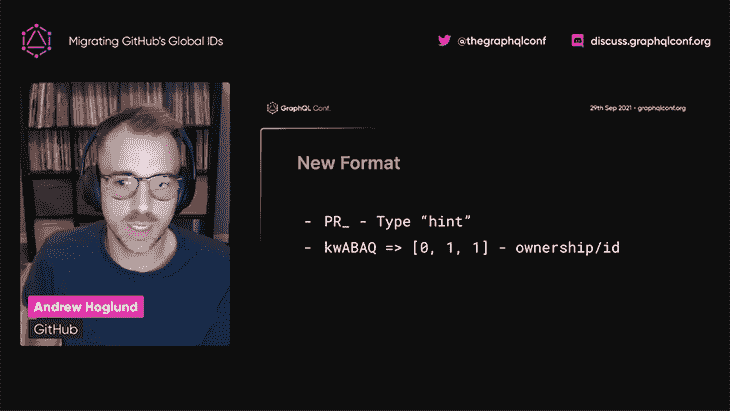 Migrating GitHub's Global IDs
@thegraphqlconf
discuss.graphqlconf.org
GraphQL Conf.
29th Sep 2021 • graphqlconf.org
New Format
- PR_ - Type “hint”
- kwABAQ => [0, 1, 1] - ownership/id
Andrew Hoglund
GitHub